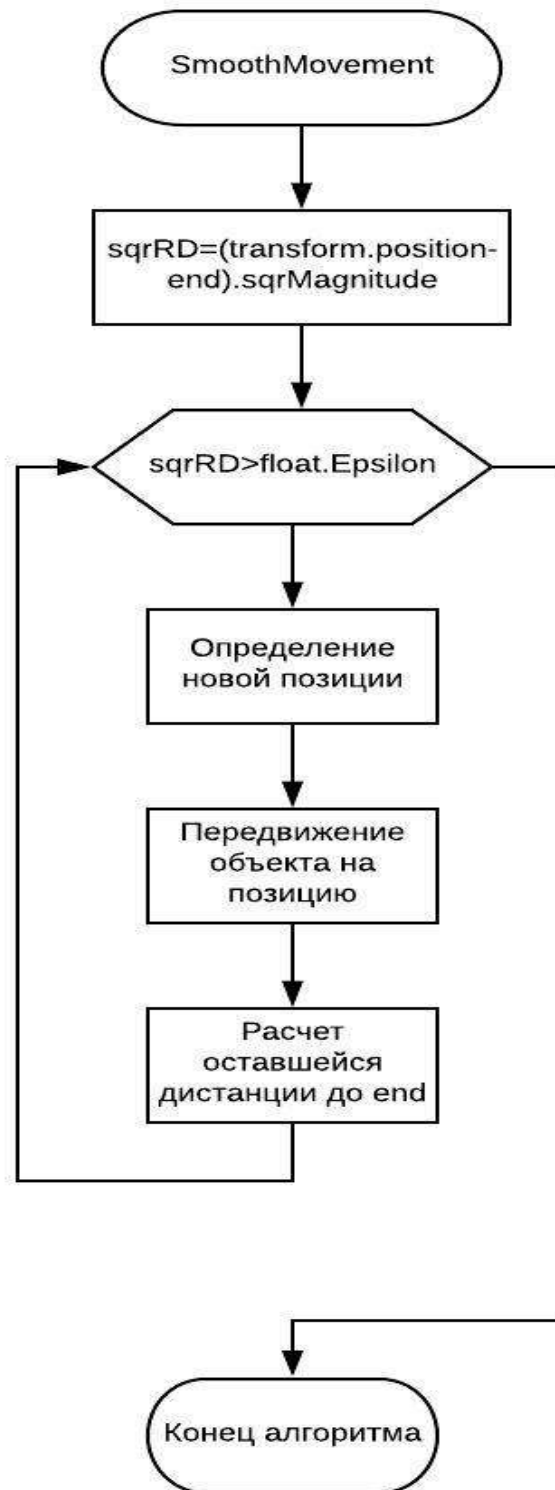 SmoothMovement
sqrRD=(transform.position-
end).sqrMagnitude
sqrRD>float.Epsilon
Определение
новой позиции
Передвижение
объекта на
позицию
Расчет
оставшейся
дистанции до end
Конец алгоритма